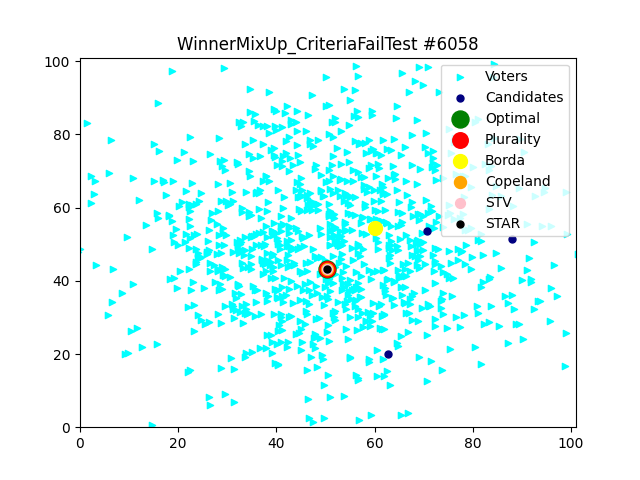 WinnerMixUp_CriteriaFailTest #6058
100
80
60
40
20
0
0 20 40 60 80 100
Voters
Candidates
Optimal
Plurality
Borda
Copeland
STV
STAR